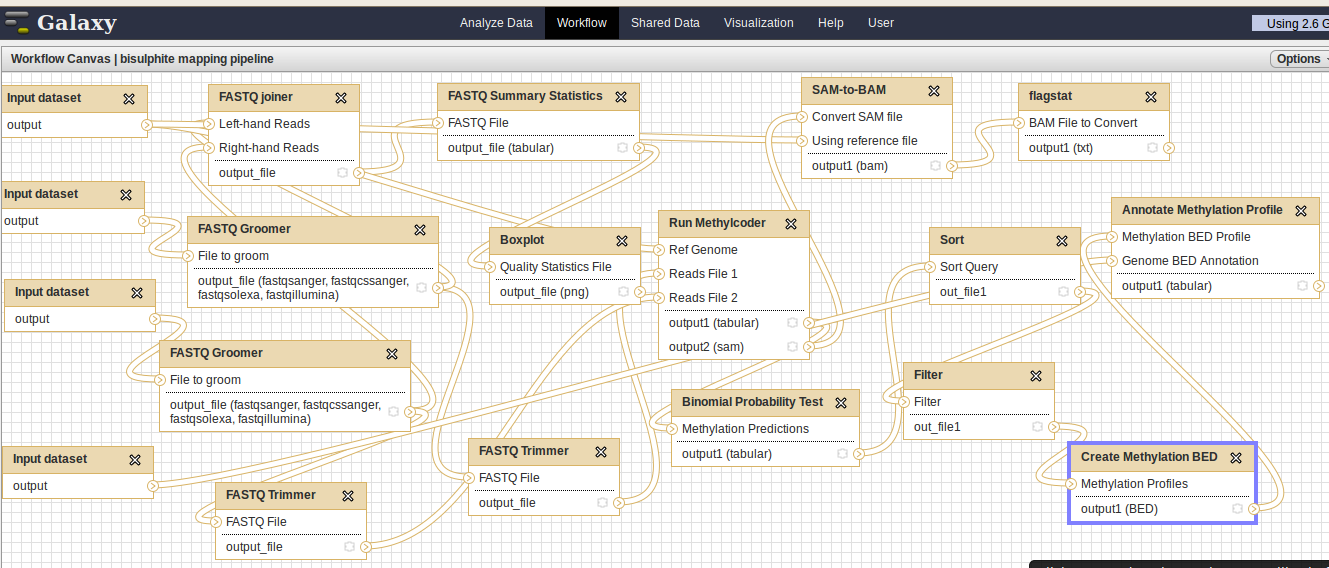 Galaxy
Analyze Data Workflow Shared Data Visualization Help User
Using 2.6 G
Workflow Canvas | bisulphite mapping pipeline
Options
Input dataset
output
FASTQ joiner
Left-hand Reads
Right-hand Reads
output_file
FASTQ Summary Statistics
FASTQ File
output_file (tabular)
SAM-to-BAM
Convert SAM file
Using reference file
output1 (bam)
flagstat
BAM File to Convert
output1 (txt)
Input dataset
output
FASTQ Groomer
File to groom
output_file (fastqsanger, fastqcssanger,
fastqsolexa, fastqillumina)
Boxplot
Quality Statistics File
output_file (png)
Run Methylcoder
Ref Genome
Reads File 1
Reads File 2
output1 (tabular)
output2 (sam)
Sort
Sort Query
out_file1
Annotate Methylation Profile
Methylation BED Profile
Genome BED Annotation
output1 (tabular)
Input dataset
output
FASTQ Groomer
File to groom
output_file (fastqsanger, fastqcssanger,
fastqsolexa, fastqillumina)
Binomial Probability Test
Methylation Predictions
output1 (tabular)
Filter
Filter
out_file1
Input dataset
output
FASTQ Trimmer
FASTQ File
output_file
FASTQ Trimmer
FASTQ File
output_file
Create Methylation BED
Methylation Profiles
output1 (BED)